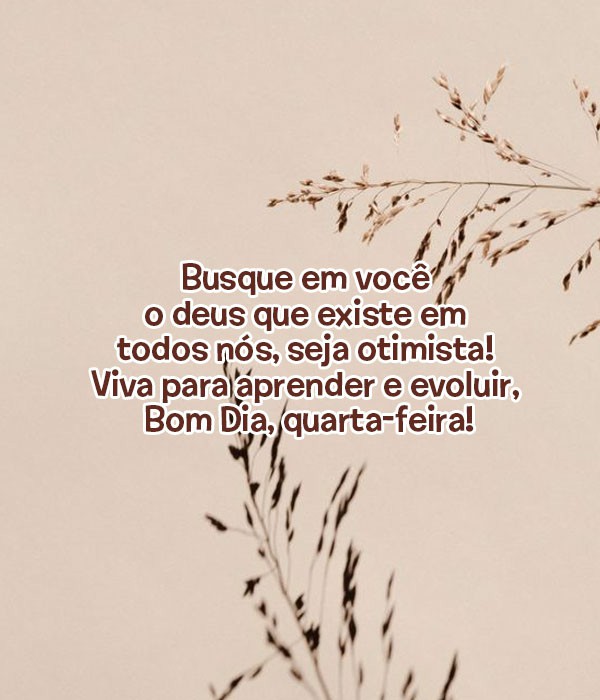 Busque em você
o deus que existe em
todos nós, seja otimista!
Viva para aprender e evoluir,
Bom Dia, quarta-feira!